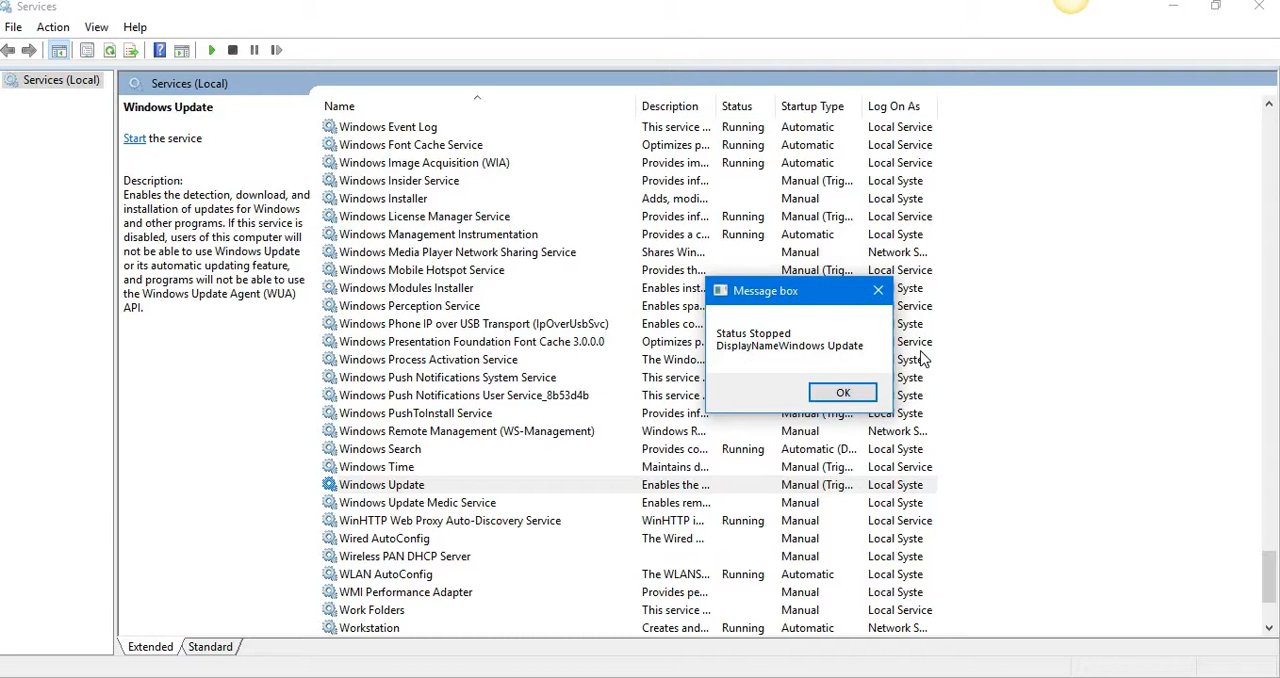 Services
File Action View Help
Services (Local)
Services (Local)
Windows Update
Start the service
Description:
Enables the detection, download, and
installation of updates for Windows
and other programs. If this service is
disabled, users of this computer will
not be able to use Windows Update
or its automatic updating feature,
and programs will not be able to use
the Windows Update Agent (WUA)
API.
Name Description Status Startup Type Log On As
Windows Event Log This service ... Running Automatic Local Service
Windows Font Cache Service Optimizes p... Running Automatic Local Service
Windows Image Acquisition (WIA) Provides im... Running Automatic Local Service
Windows Insider Service Provides inf... Manual (Trig... Local Syste
Windows Installer Adds, modi... Manual Local Syste
Windows License Manager Service Provides inf... Running Manual (Trig... Local Service
Windows Management Instrumentation Provides a c... Running Automatic Local Syste
Windows Media Player Network Sharing Service Shares Win... Manual Network S...
Windows Mobile Hotspot Service Provides th... Manual (Trig... Local Service
Windows Modules Installer Enables inst... Syste
Windows Perception Service Enables spa... Service
Windows Phone IP over USB Transport (IpOverUsbSvc) Enables co... Syste
Windows Presentation Foundation Font Cache 3.0.0.0 Optimizes p... Service
Windows Process Activation Service The Windo... Syste
Windows Push Notifications System Service This service ... Syste
Windows Push Notifications User Service_8b53d4b This service ... Syste
Windows PushToInstall Service Provides inf... Manual (Trig... Local Syste
Windows Remote Management (WS-Management) Windows R... Manual Network S...
Windows Search Provides co... Running Automatic (D... Local Syste
Windows Time Maintains d... Manual (Trig... Local Service
Windows Update Enables the ... Manual (Trig... Local Syste
Windows Update Medic Service Enables rem... Manual Local Syste
WinHTTP Web Proxy Auto-Discovery Service WinHTTP i... Running Manual Local Service
Wired AutoConfig The Wired ... Manual Local Syste
Wireless PAN DHCP Server Manual Local Syste
WLAN AutoConfig The WLANS... Running Automatic Local Syste
WMI Performance Adapter Provides pe... Manual Local Syste
Work Folders This service ... Manual Local Service
Workstation Creates and... Running Automatic Network S...
Message box
Status Stopped
DisplayNameWindows Update
OK
Extended Standard